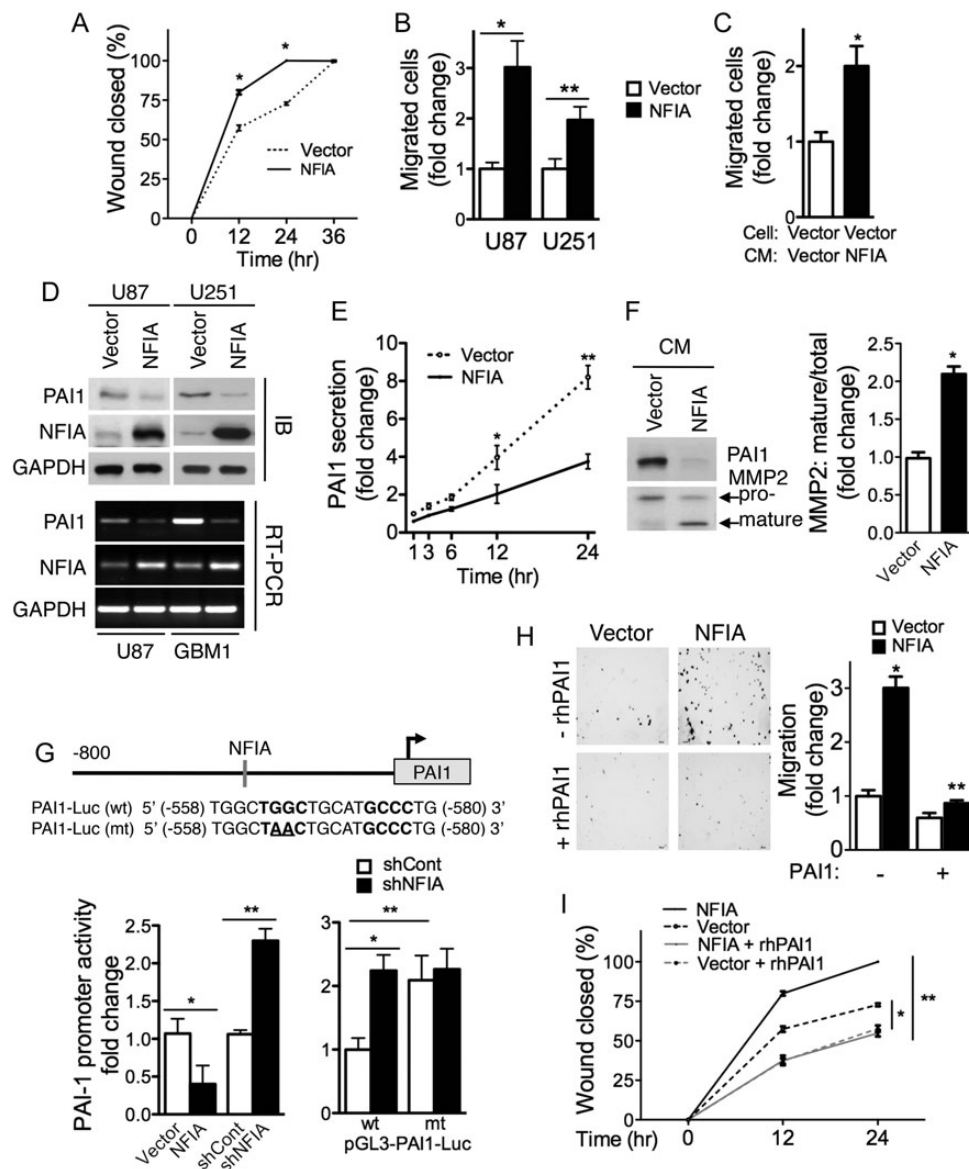 A
Wound closed (%)
100
75
50
25
0
*
*
Vector
NFIA
0 12 24 36
Time (hr)
B
Migrated cells
(fold change)
3
2
1
0
*
**
U87 U251
Vector
NFIA
C
Migrated cells
(fold change)
2
1
0
*
Cell: Vector Vector
CM: Vector NFIA
D
U87 U251
Vector NFIA Vector NFIA
PAI1
NFIA
GAPDH
IB
PAI1
NFIA
GAPDH
RT-PCR
U87 GBM1
E
PAI1 secretion
(fold change)
10
8
6
4
2
0
Vector
NFIA
*
**
1 3 6 12 24
Time (hr)
F
CM
Vector NFIA
PAI1
MMP2
pro-
mature
MMP2: mature/total
(fold change)
2.5
2.0
1.5
1.0
0.5
0.0
*
Vector NFIA
G
-800
NFIA
PAI1
PAI1-Luc (wt) 5' (-558) TGGCTGGCTGCATGCCCTG (-580) 3'
PAI1-Luc (mt) 5' (-558) TGGCTAACTGCATGCCCTG (-580) 3'
PAI-1 promoter activity
fold change
2.5
2.0
1.5
1.0
0.5
0.0
*
**
Vector NFIA shCont shNFIA
shCont
shNFIA
3
2
1
0
*
**
wt mt
pGL3-PAI1-Luc
H
Vector NFIA
- rhPAI1
+ rhPAI1
Vector
NFIA
Migration
(fold change)
4
3
2
1
0
*
**
PAI1: - +
I
NFIA
Vector
NFIA + rhPAI1
Vector + rhPAI1
Wound closed (%)
100
75
50
25
0
*
**
Time (hr) 0 12 24